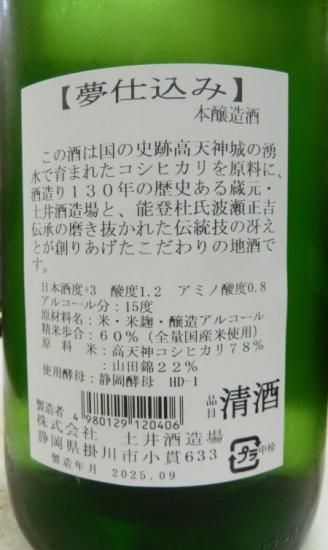 【夢仕込み】
本醸造酒
この酒は国の史跡高天神城の湧
水で育まれたコシヒカリを原料に、
酒造り130年の歴史ある蔵元・
土井酒造場と、能登杜氏波瀬正吉
伝承の磨き抜かれた伝統技の冴え
とが創りあげたこだわりの地酒で
す。
日本酒度+3 酸度1.2 アミノ酸度0.8
アルコール分：15度
原材料名：米・米麹・醸造アルコール
精米歩合：60％（全量国産米使用）
原料米：高天神コシヒカリ78％
：山田錦22％
使用酵母：静岡酵母 HD-1
4980129120406
品目 清酒
製造者
株式会社 土井酒造場
静岡県掛川市小貫633
製造年月 2025.09
プラ 中栓